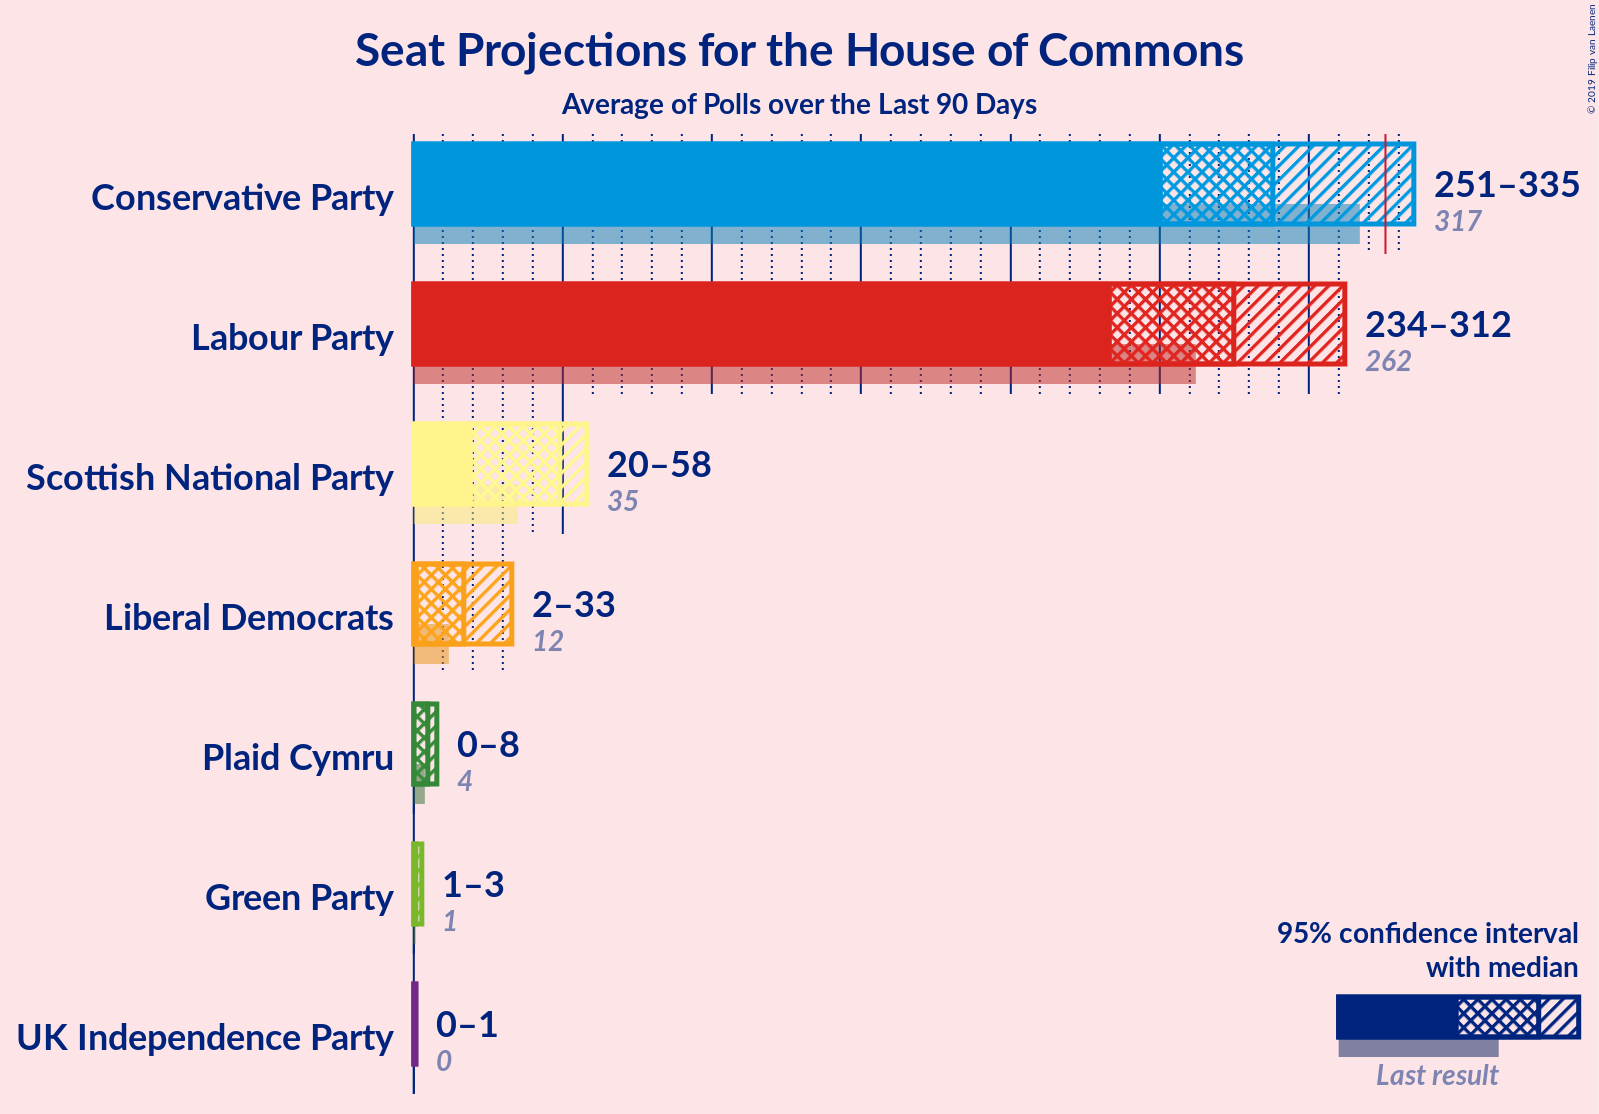 Seat Projections for the House of Commons
Average of Polls over the Last 90 Days
© 2019 Filip van Laenen
Conservative Party
251–335
317
Labour Party
234–312
262
Scottish National Party
20–58
35
Liberal Democrats
2–33
12
Plaid Cymru
0–8
4
Green Party
1–3
1
UK Independence Party
0–1
0
95% confidence interval
with median
Last result